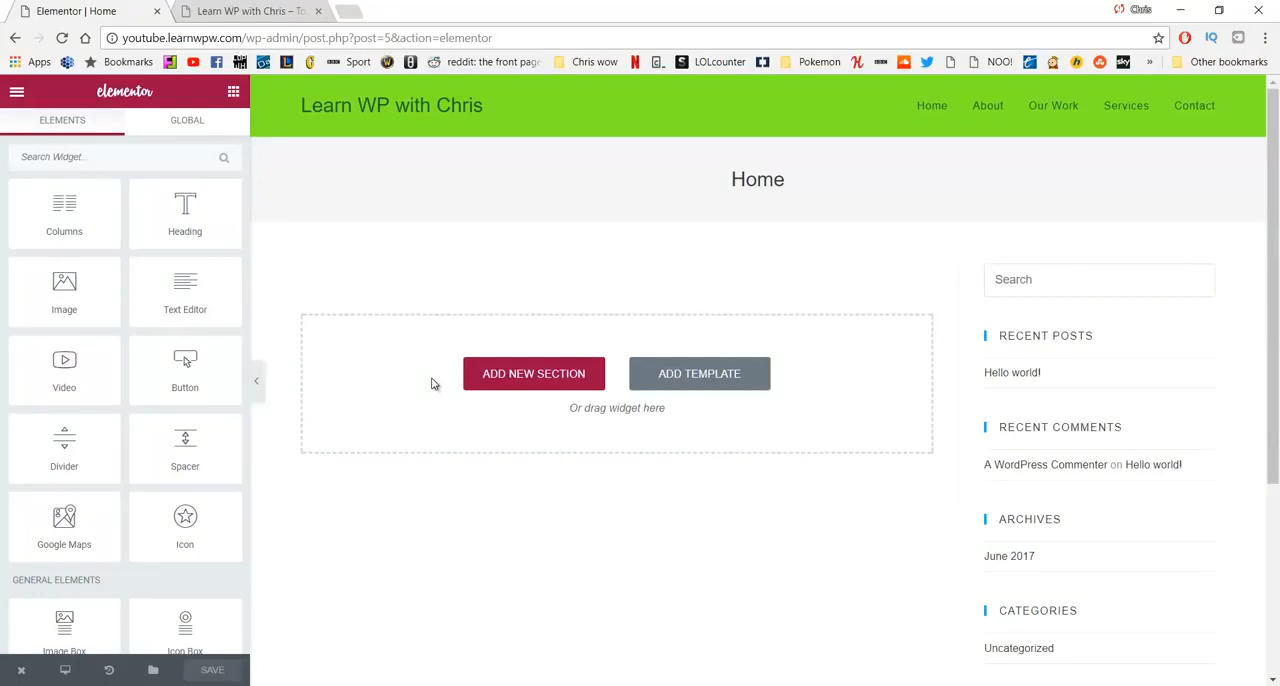 Elementor | Home
Learn WP with Chris – To
Chris
youtube.learnwpw.com/wp-admin/post.php?post=5&action=elementor
Apps
Bookmarks
Sport
reddit: the front page
Chris wow
LOLcounter
Pokemon
NOO!
sky
»
Other bookmarks
elementor
ELEMENTS
GLOBAL
Search Widget...
Columns
Heading
Image
Text Editor
Video
Button
Divider
Spacer
Google Maps
Icon
GENERAL ELEMENTS
Image Box
Icon Box
SAVE
Learn WP with Chris
Home
About
Our Work
Services
Contact
Home
ADD NEW SECTION
ADD TEMPLATE
Or drag widget here
Search
RECENT POSTS
Hello world!
RECENT COMMENTS
A WordPress Commenter on Hello world!
ARCHIVES
June 2017
CATEGORIES
Uncategorized